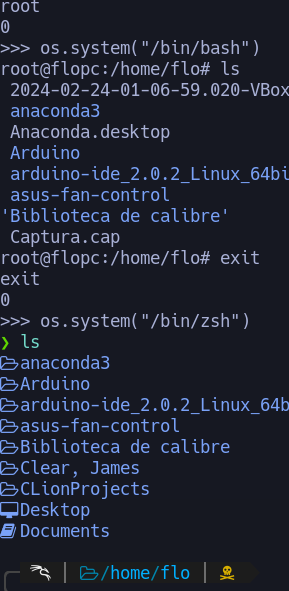 root
0
>>> os.system("/bin/bash")
root@flopc:/home/flo# ls
2024-02-24-01-06-59.020-VBox
anaconda3
Anaconda.desktop
Arduino
arduino-ide_2.0.2_Linux_64bi
asus-fan-control
'Biblioteca de calibre'
Captura.cap
root@flopc:/home/flo# exit
exit
0
>>> os.system("/bin/zsh")
❯ ls
anaconda3
Arduino
arduino-ide_2.0.2_Linux_64b
asus-fan-control
Biblioteca de calibre
Clear, James
CLionProjects
Desktop
Documents
/home/flo